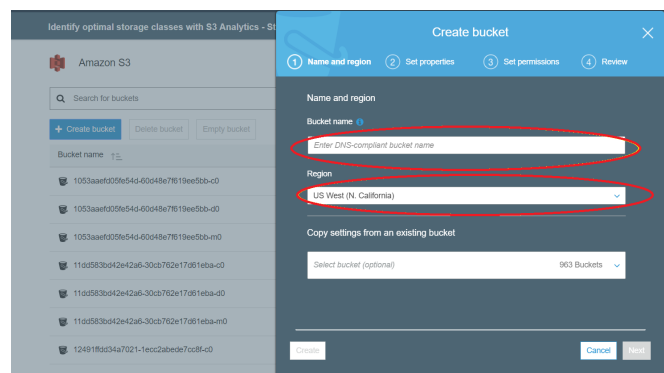 Identify optimal storage classes with S3 Analytics - St
Amazon S3
Search for buckets
+ Create bucket Delete bucket Empty bucket
Bucket name
1053aaefd05fe54d-60d48e7f619ee5bb-c0
1053aaefd05fe54d-60d48e7f619ee5bb-d0
1053aaefd05fe54d-60d48e7f619ee5bb-m0
11dd583bd42e42a6-30cb762e17d61eba-c0
11dd583bd42e42a6-30cb762e17d61eba-d0
11dd583bd42e42a6-30cb762e17d61eba-m0
12491ffdd34a7021-1ecc2abede7cc8f-c0
Create bucket
1 Name and region 2 Set properties 3 Set permissions 4 Review
Name and region
Bucket name
Enter DNS-compliant bucket name
Region
US West (N. California)
Copy settings from an existing bucket
Select bucket (optional) 963 Buckets
Create Cancel Next